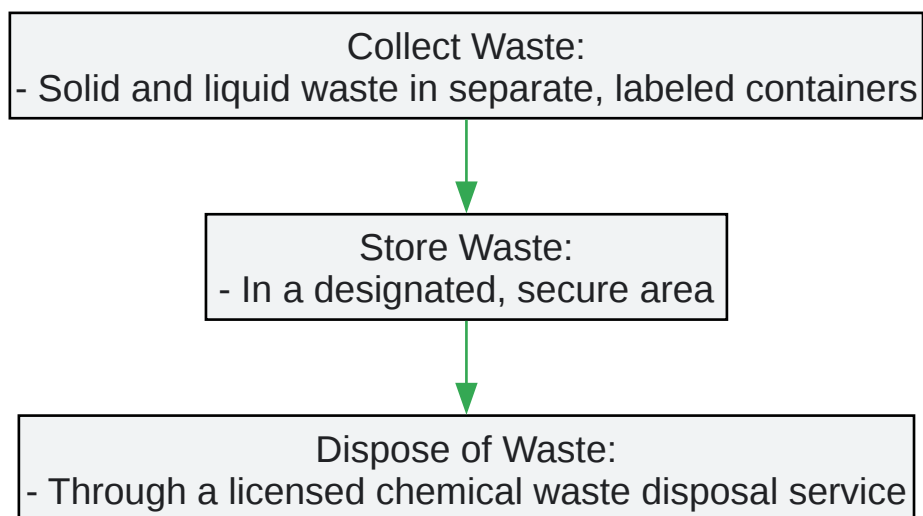 Collect Waste:
- Solid and liquid waste in separate, labeled containers
Store Waste:
- In a designated, secure area
Dispose of Waste:
- Through a licensed chemical waste disposal service